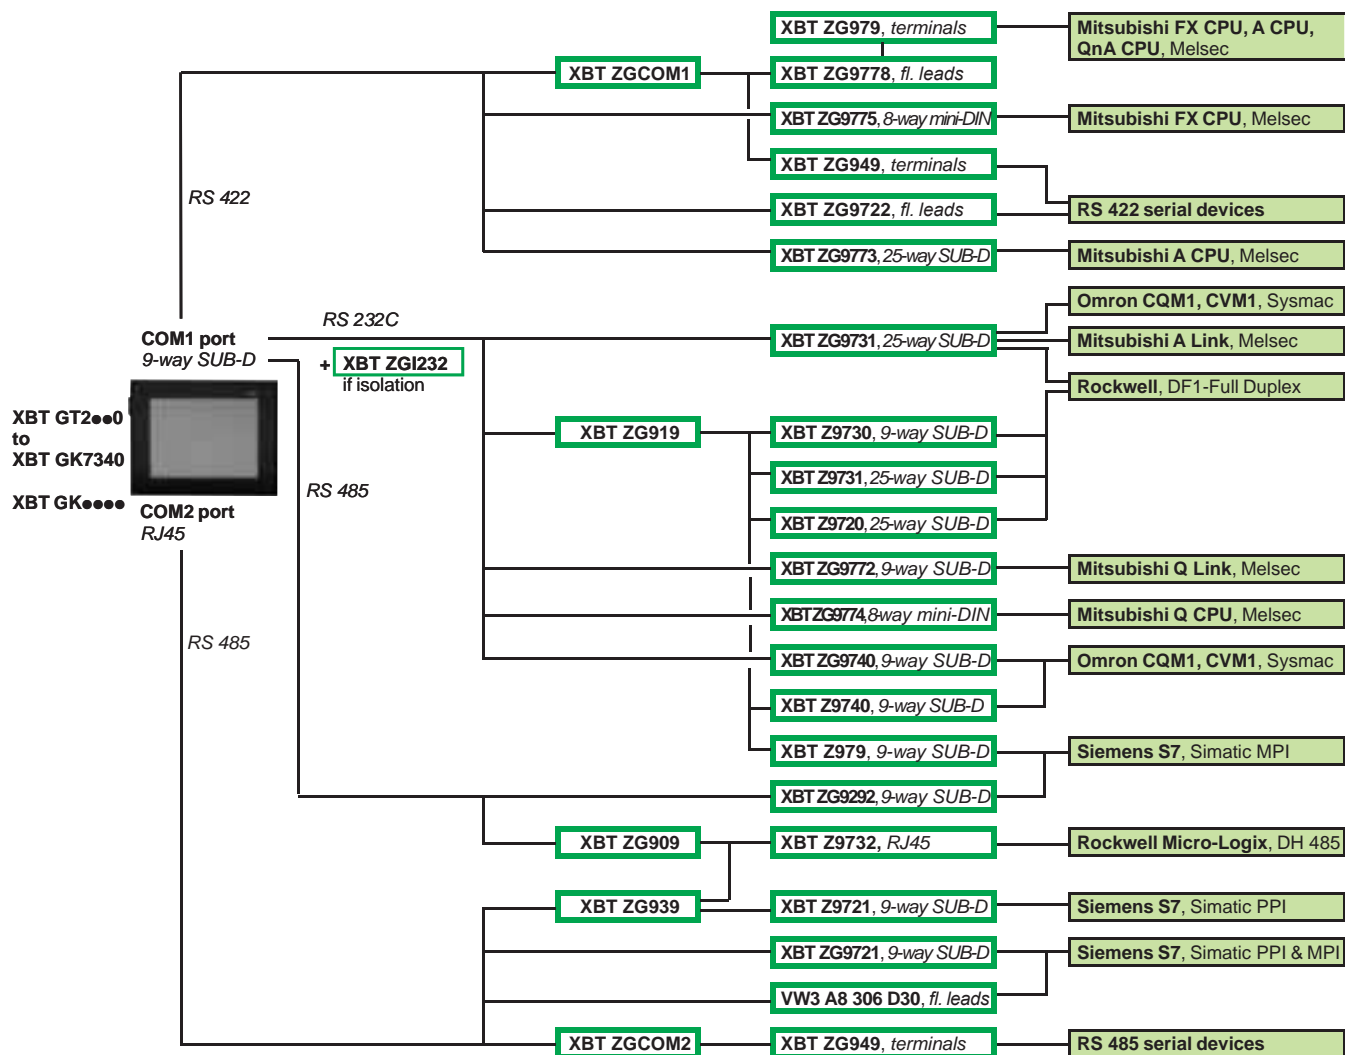 XBT ZG979, terminals
Mitsubishi FX CPU, A CPU,
QnA CPU, Melsec
XBT ZGCOM1
XBT ZG9778, fl. leads
XBT ZG9775, 8-way mini-DIN
Mitsubishi FX CPU, Melsec
XBT ZG949, terminals
RS 422
XBT ZG9722, fl. leads
RS 422 serial devices
XBT ZG9773, 25-way SUB-D
Mitsubishi A CPU, Melsec
Omron CQM1, CVM1, Sysmac
RS 232C
COM1 port
9-way SUB-D
XBT ZG9731, 25-way SUB-D
Mitsubishi A Link, Melsec
+ XBT ZGI232
if isolation
Rockwell, DF1-Full Duplex
XBT GT2●●0
to
XBT GK7340
XBT ZG919
XBT Z9730, 9-way SUB-D
XBT Z9731, 25-way SUB-D
RS 485
XBT GK●●●●
COM2 port
RJ45
XBT Z9720, 25-way SUB-D
XBT ZG9772, 9-way SUB-D
Mitsubishi Q Link, Melsec
XBT ZG9774, 8-way mini-DIN
Mitsubishi Q CPU, Melsec
RS 485
XBT ZG9740, 9-way SUB-D
Omron CQM1, CVM1, Sysmac
XBT Z9740, 9-way SUB-D
XBT Z979, 9-way SUB-D
Siemens S7, Simatic MPI
XBT ZG9292, 9-way SUB-D
XBT ZG909
XBT Z9732, RJ45
Rockwell Micro-Logix, DH 485
XBT ZG939
XBT Z9721, 9-way SUB-D
Siemens S7, Simatic PPI
XBT ZG9721, 9-way SUB-D
Siemens S7, Simatic PPI & MPI
VW3 A8 306 D30, fl. leads
XBT ZGCOM2
XBT ZG949, terminals
RS 485 serial devices